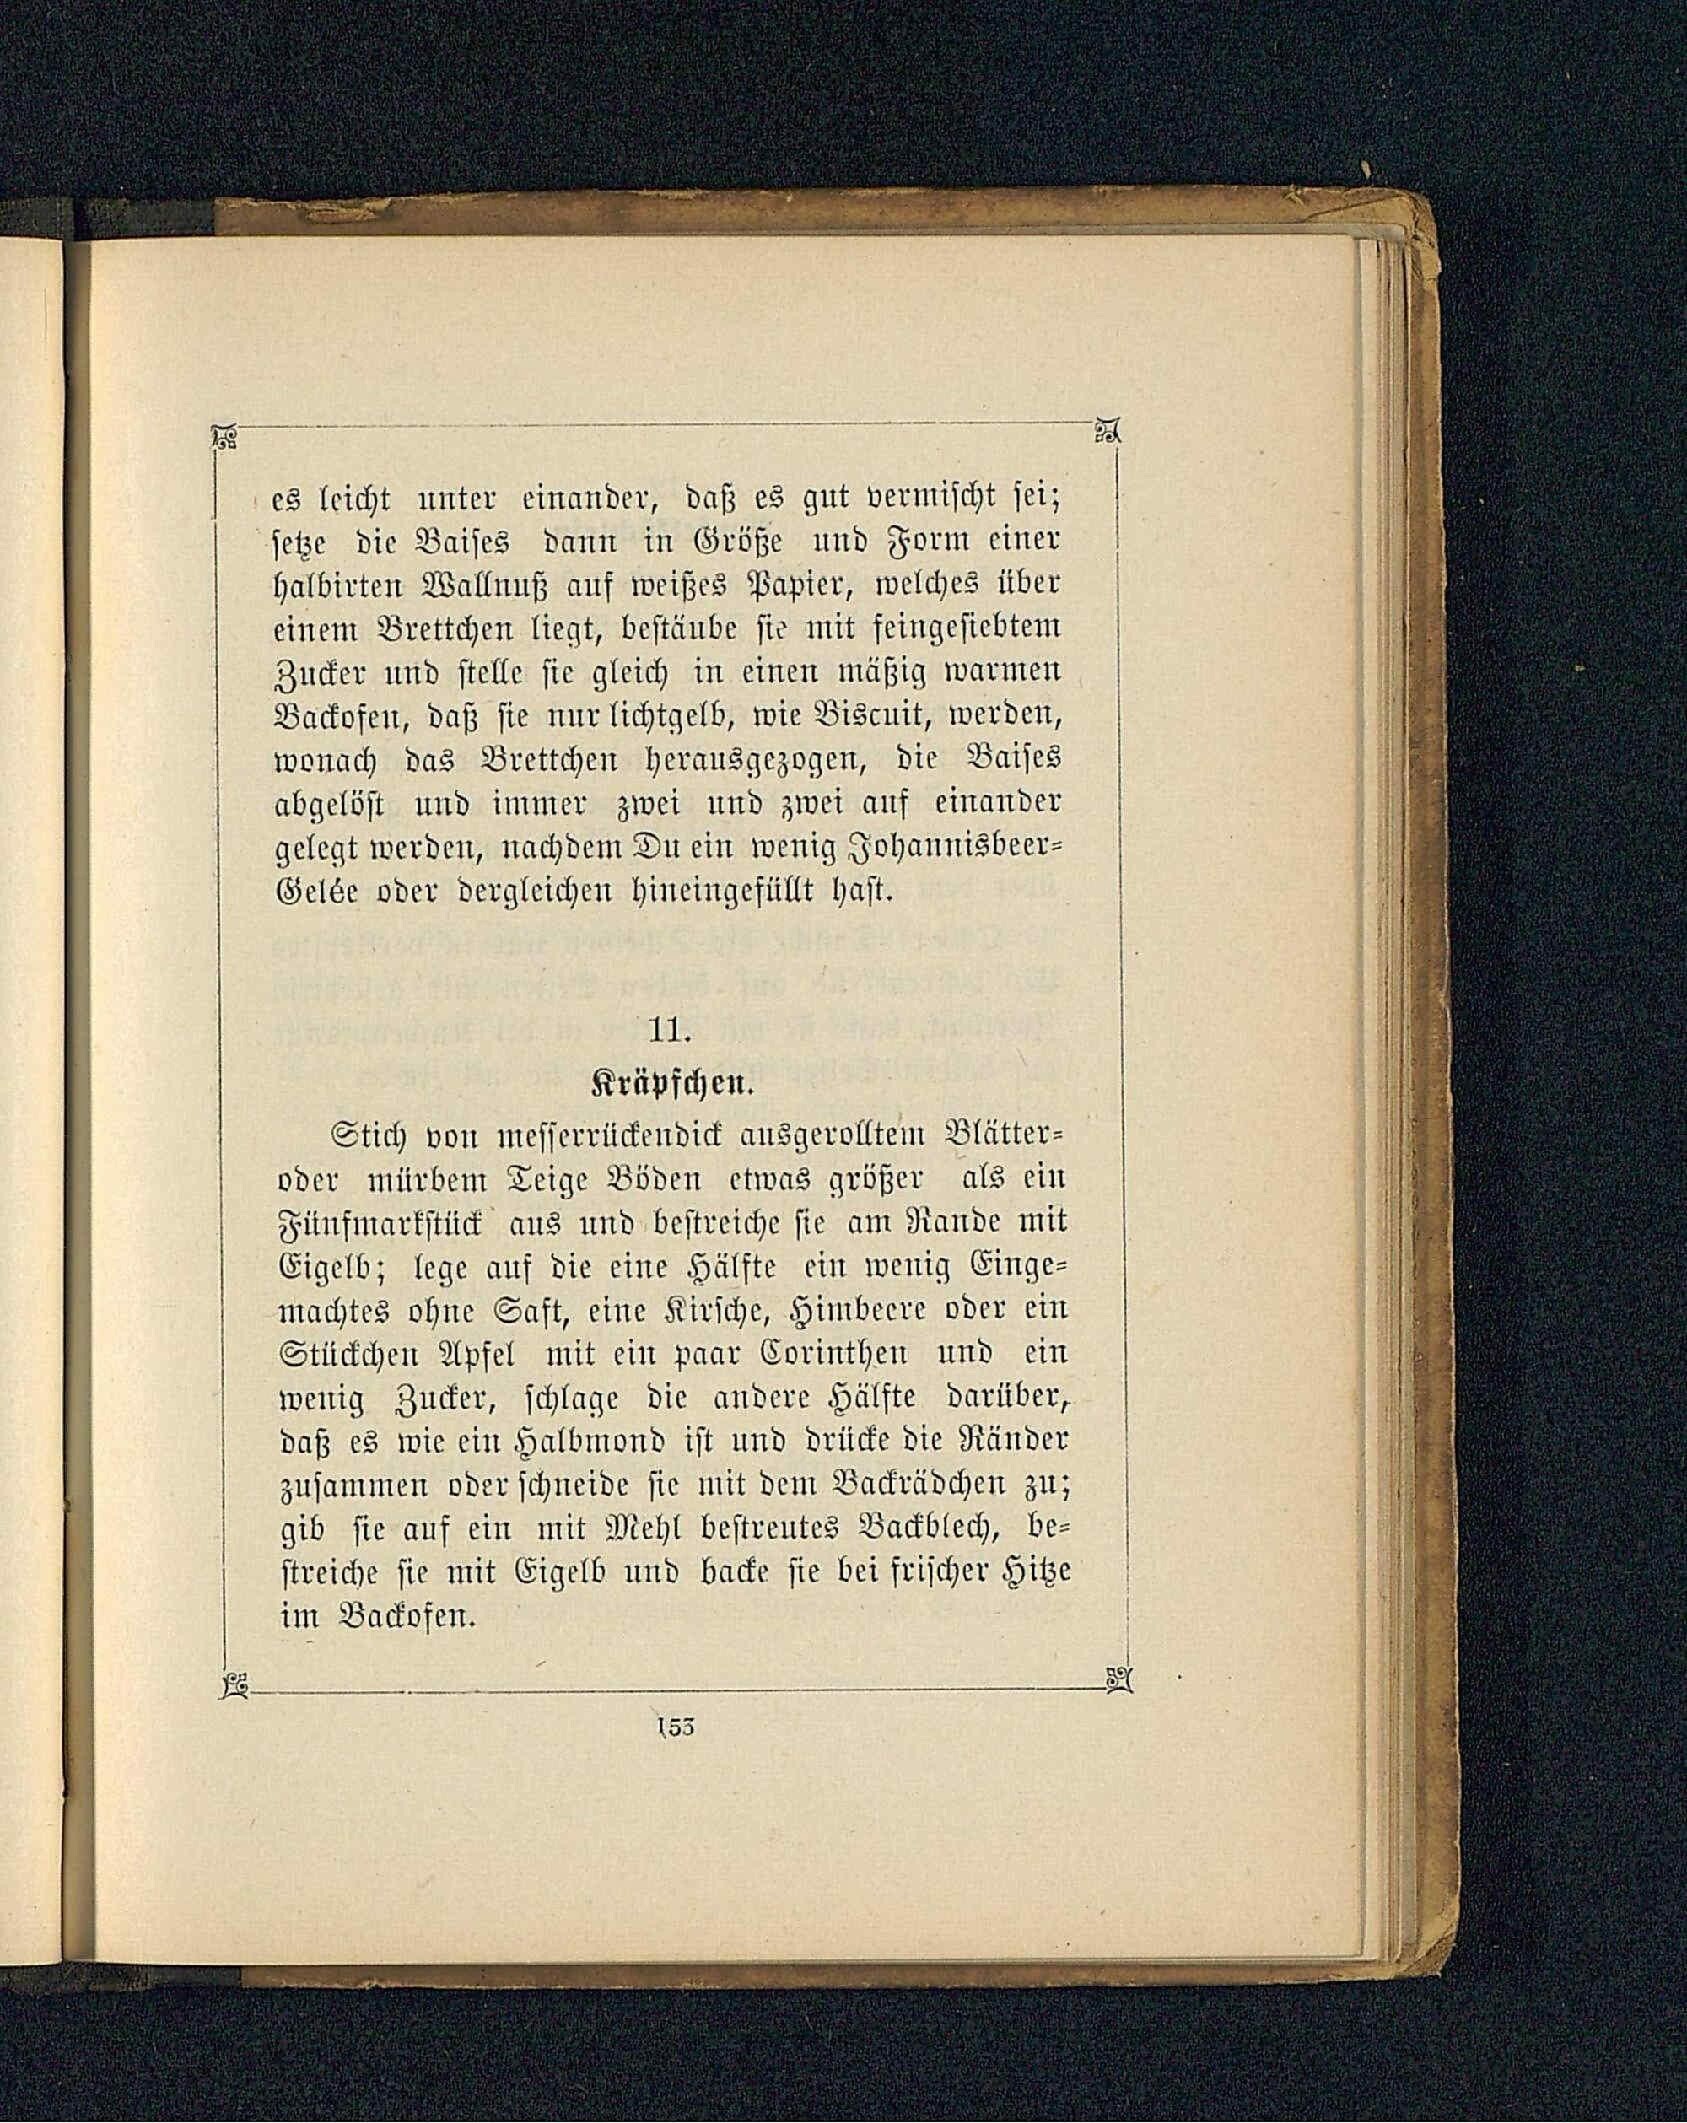 es leicht unter einander, daß es gut vermischt sei;
setze die Baises dann in Größe und Form einer
halbirten Wallnuß auf weißes Papier, welches über
einem Brettchen liegt, bestäube sie mit feingesiebtem
Zucker und stelle sie gleich in einen mäßig warmen
Backofen, daß sie nur lichtgelb, wie Biscuit, werden,
wonach das Brettchen herausgezogen, die Baises
abgelöst und immer zwei und zwei auf einander
gelegt werden, nachdem Du ein wenig Johannisbeer-
Gelée oder dergleichen hineingefüllt hast.
11.
Kräpfchen.
Stich von messerrückendick ausgerolltem Blätter-
oder mürbem Teige Böden etwas größer als ein
Fünfmarkstück aus und bestreiche sie am Rande mit
Eigelb; lege auf die eine Hälfte ein wenig Einge-
machtes ohne Saft, eine Kirsche, Himbeere oder ein
Stückchen Apfel mit ein paar Corinthen und ein
wenig Zucker, schlage die andere Hälfte darüber,
daß es wie ein Halbmond ist und drücke die Ränder
zusammen oder schneide sie mit dem Backrädchen zu;
gib sie auf ein mit Mehl bestreutes Backblech, be-
streiche sie mit Eigelb und backe sie bei frischer Hitze
im Backofen.
153